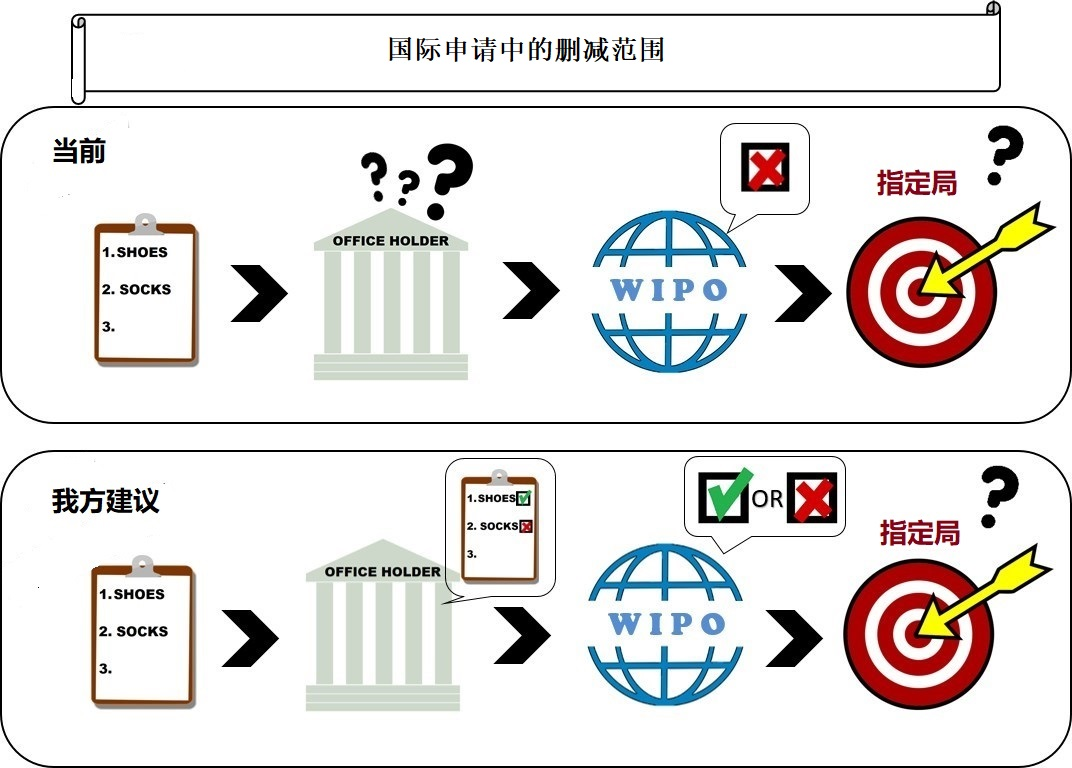 国际申请中的删减范围
当前
1.SHOES
2. SOCKS
3.
? ? ?
OFFICE HOLDER
WIPO
指定局
?
我方建议
1.SHOES
2. SOCKS
3.
OFFICE HOLDER
1.SHOES
2. SOCKS
3.
OR
WIPO
指定局
?